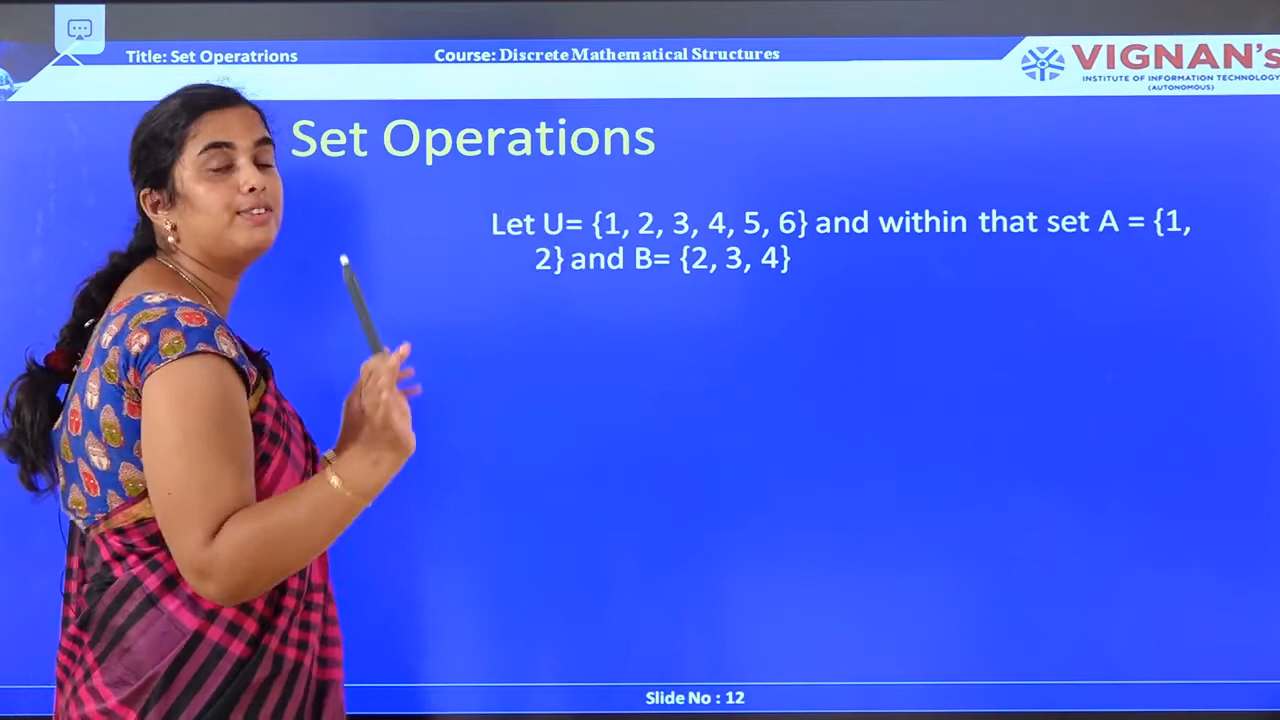 Title: Set Operatrions
Course: Discrete Mathematical Structures
VIGNAN's
INSTITUTE OF INFORMATION TECHNOLOGY
(AUTONOMOUS)
Set Operations
Let U= {1, 2, 3, 4, 5, 6} and within that set A = {1,
2} and B= {2, 3, 4}
Slide No : 12